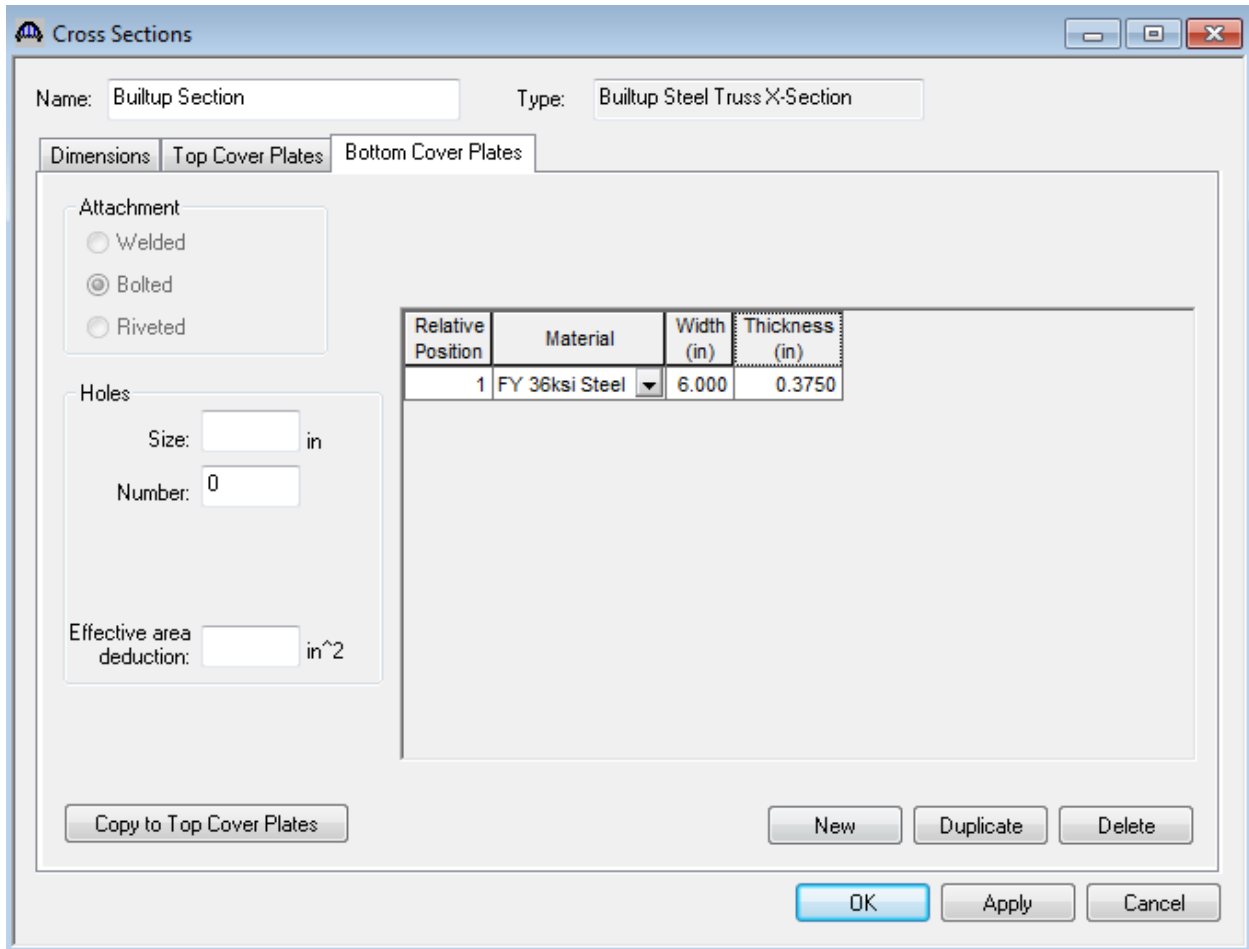 Cross Sections
Name: Builtup Section Type: Builtup Steel Truss X-Section
Dimensions Top Cover Plates Bottom Cover Plates
Attachment
Welded
Bolted
Riveted
Holes
Size: in
Number: 0
Effective area
deduction: in^2
Relative Position Material Width (in) Thickness (in)
1 FY 36ksi Steel 6.000 0.3750
Copy to Top Cover Plates New Duplicate Delete
OK Apply Cancel